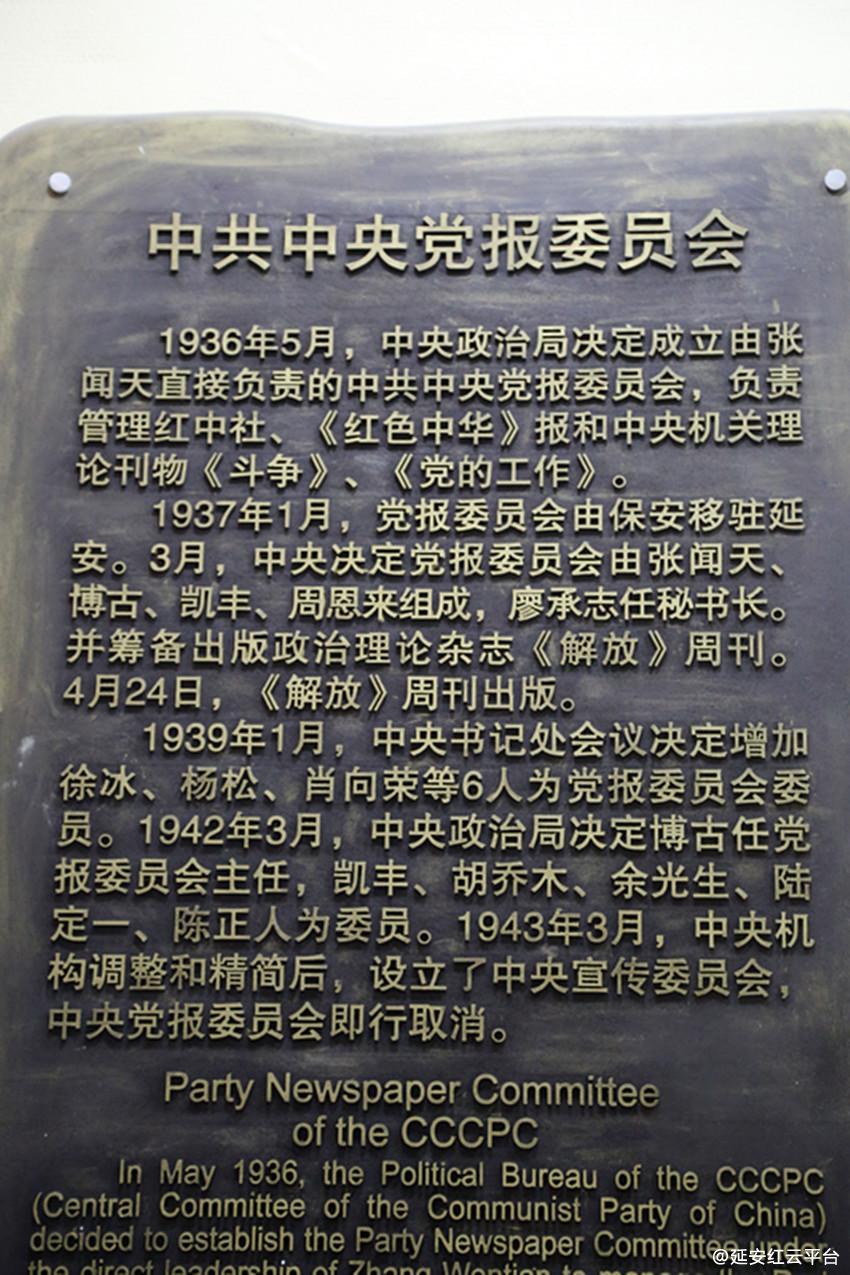 中共中央党报委员会
1936年5月，中央政治局决定成立由张
闻天直接负责的中共中央党报委员会，负责
管理红中社、《红色中华》报和中央机关理
论刊物《斗争》、《党的工作》。
1937年1月，党报委员会由保安移驻延
安。3月，中央决定党报委员会由张闻天、
博古、凯丰、周恩来组成，廖承志任秘书长。
并筹备出版政治理论杂志《解放》周刊。
4月24日，《解放》周刊出版。
1939年1月，中央书记处会议决定增加
徐冰、杨松、肖向荣等6人为党报委员会委
员。1942年3月，中央政治局决定博古任党
报委员会主任，凯丰、胡乔木、余光生、陆
定一、陈正人为委员。1943年3月，中央机
构调整和精简后，设立了中央宣传委员会，
中央党报委员会即行取消。
Party Newspaper Committee
of the CCCPC
In May 1936, the Political Bureau of the CCCPC
(Central Committee of the Communist Party of China)
decided to establish the Party Newspaper Committee under
the direct leadership of Zhang Wentian to
@延安红云平台